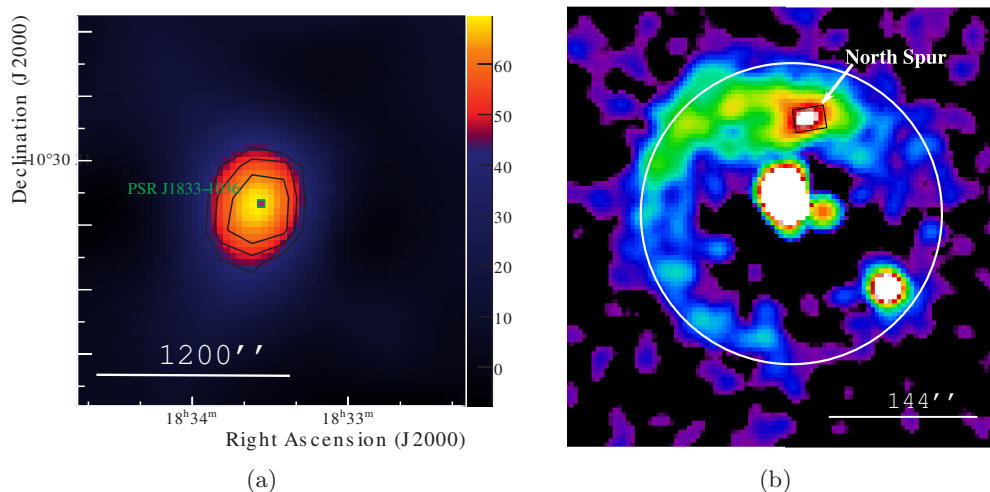 Declination (J2000)
10°30
PSR J1833-1036
1200’’
18ʰ34ᵐ
18ʰ33ᵐ
Right Ascension (J2000)
60
50
40
30
20
10
0
(a)
North Spur
144’’
(b)